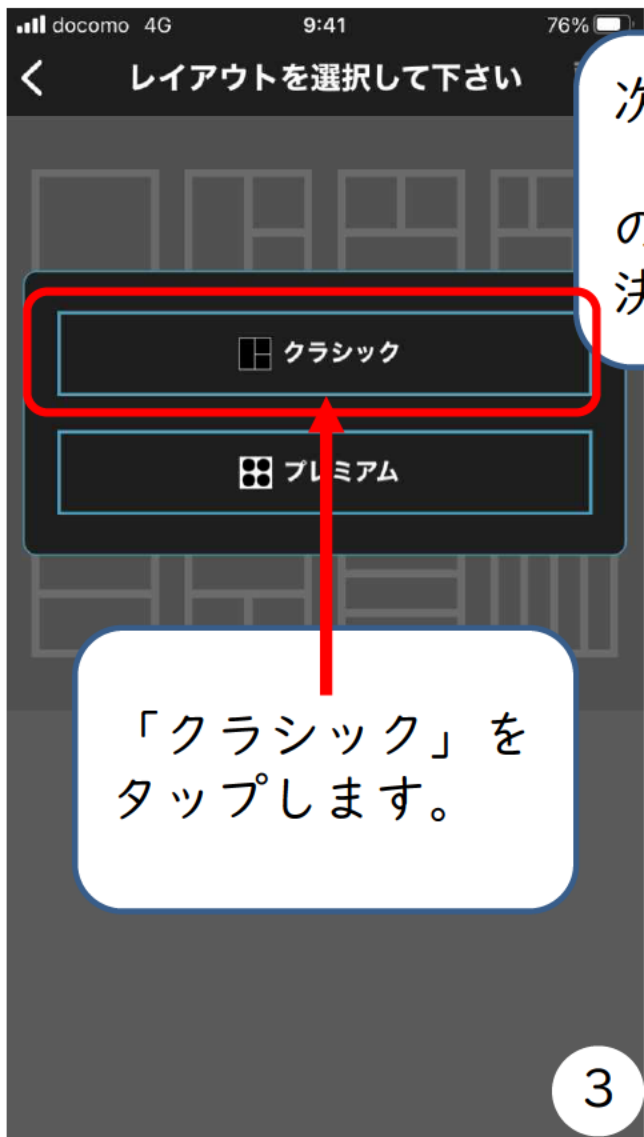 docomo 4G 9:41 76%
レイアウトを選択して下さい
次
の
決
クラシック
プレミアム
「クラシック」を
タップします。
3